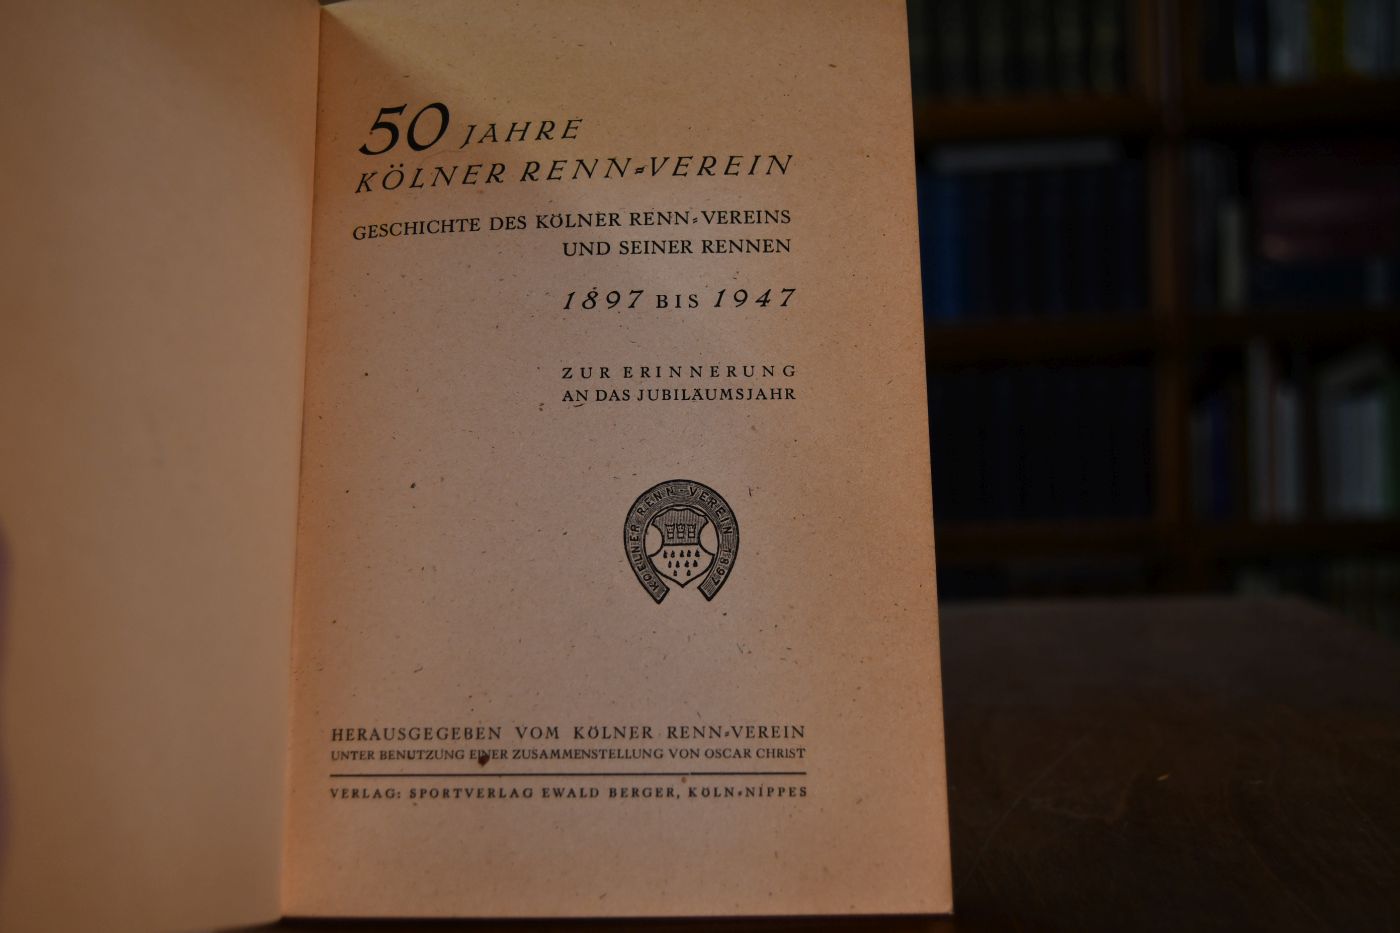 50 JAHRE
KÖLNER RENN-VEREIN
GESCHICHTE DES KÖLNER RENN-VEREINS
UND SEINER RENNEN
1897 BIS 1947
ZUR ERINNERUNG
AN DAS JUBILÄUMSJAHR
KOELNER-RENN-VEREIN 1897
HERAUSGEGEBEN VOM KÖLNER RENN-VEREIN
UNTER BENUTZUNG EINER ZUSAMMENSTELLUNG VON OSCAR CHRIST
VERLAG: SPORTVERLAG EWALD BERGER, KÖLN-NIPPES